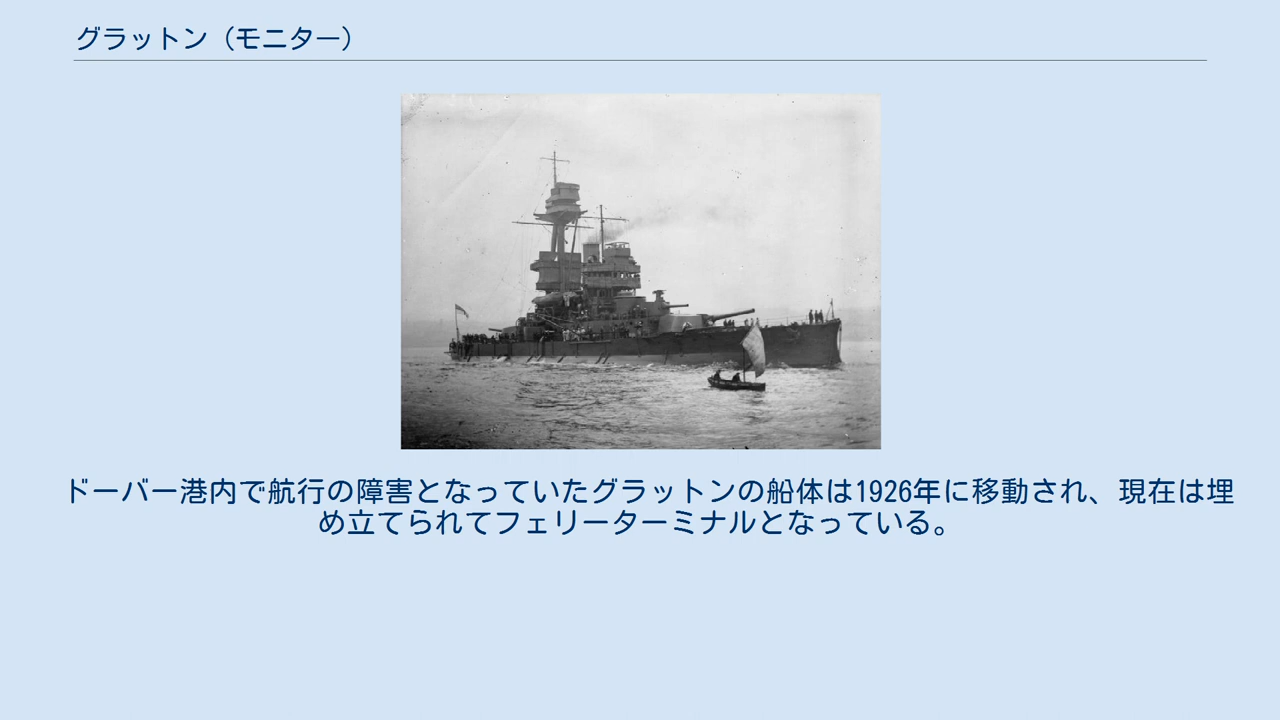 グラットン（モニター）
ドーバー港内で航行の障害となっていたグラットンの船体は1926年に移動され、現在は埋
め立てられてフェリーターミナルとなっている。